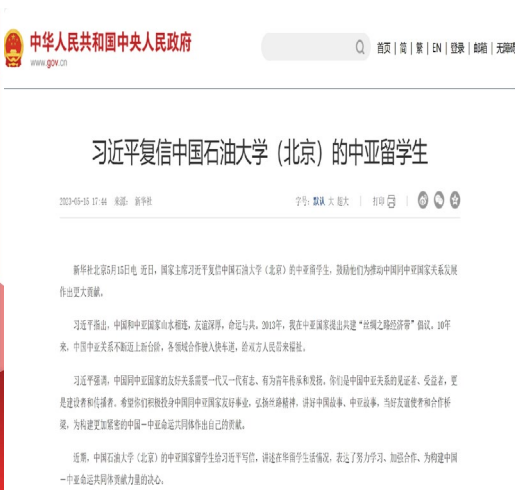 中华人民共和国中央人民政府
www.gov.cn
首页 | 简 | 繁 | EN | 登录 | 邮箱 | 无障碍
习近平复信中国石油大学（北京）的中亚留学生
2023-05-15 17:44 来源： 新华社 字号：默认 大 超大 | 打印 |
新华社北京5月15日电 近日，国家主席习近平复信中国石油大学（北京）的中亚留学生，鼓励他们为推动中国同中亚国家关系发展
作出更大贡献。
习近平指出，中国和中亚国家山水相连，友谊深厚，命运与共。2013年，我在中亚国家提出共建“丝绸之路经济带”倡议。10年
来，中国中亚关系不断迈上新台阶，各领域合作驶入快车道，给双方人民带来福祉。
习近平强调，中国同中亚国家的友好关系需要一代又一代有志、有为青年传承和发扬。你们是中国中亚关系的见证者、受益者，更
是建设者和传播者。希望你们积极投身中国同中亚国家友好事业，弘扬丝路精神，讲好中国故事、中亚故事，当好友谊使者和合作桥
梁，为构建更加紧密的中国－中亚命运共同体作出自己的贡献。
近期，中国石油大学（北京）的中亚国家留学生给习近平写信，讲述在华留学生活情况，表达了努力学习、加强合作、为构建中国
－中亚命运共同体贡献力量的决心。